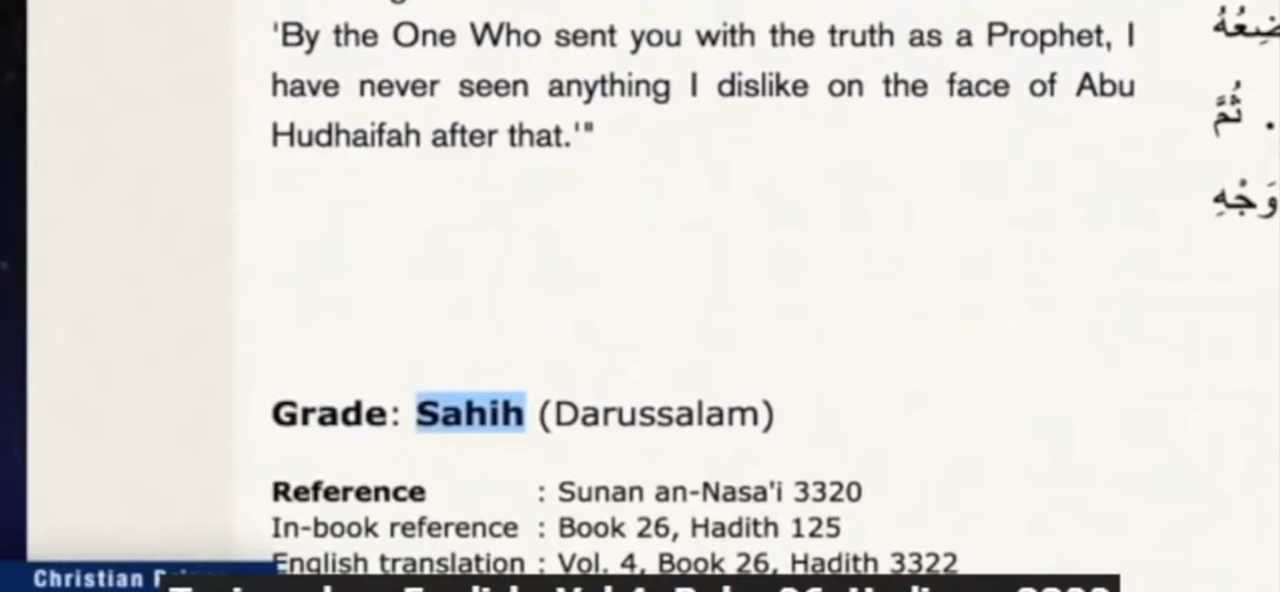 'By the One Who sent you with the truth as a Prophet, I
have never seen anything I dislike on the face of Abu
Hudhaifah after that.'"
ثُمَّ .
وَجْهِ
Grade: Sahih (Darussalam)
Reference : Sunan an-Nasa'i 3320
In-book reference : Book 26, Hadith 125
English translation : Vol. 4, Book 26, Hadith 3322
Christian